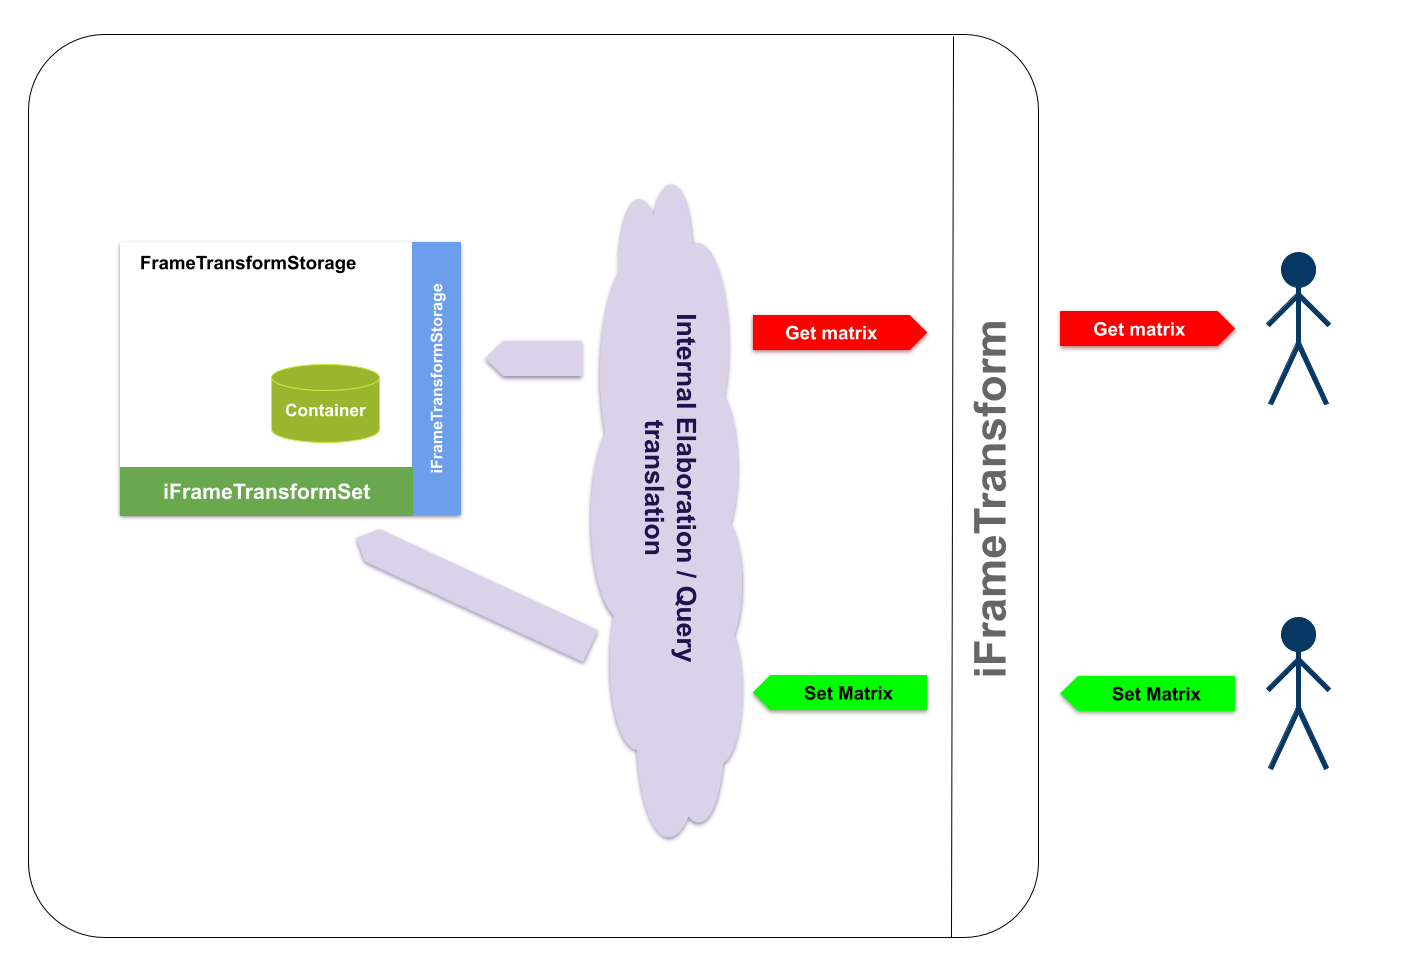 FrameTransformStorage
iFrameTransformStorage
Container
iFrameTransformSet
Internal Elaboration / Query
translation
Get matrix
Set Matrix
iFrameTransform
Get matrix
Set Matrix